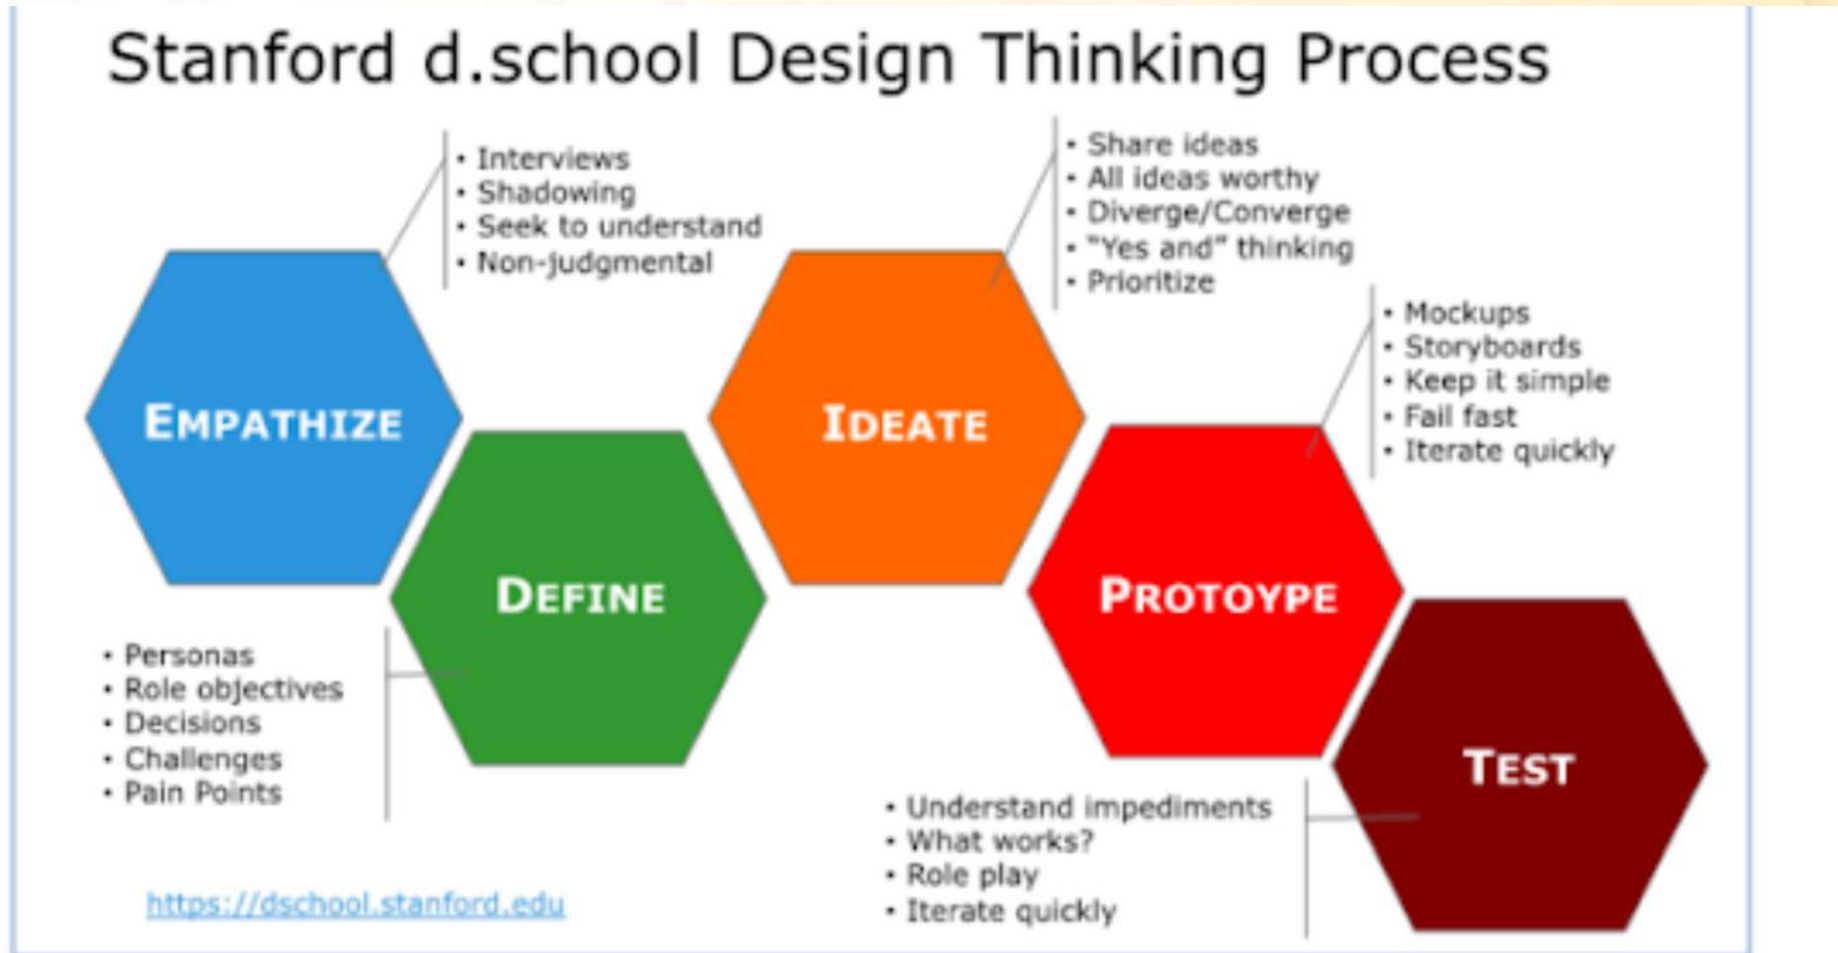 Stanford d.school Design Thinking Process
• Interviews
• Shadowing
• Seek to understand
• Non-judgmental
• Share ideas
• All ideas worthy
• Diverge/Converge
• "Yes and" thinking
• Prioritize
• Mockups
• Storyboards
• Keep it simple
• Fail fast
• Iterate quickly
EMPATHIZE
DEFINE
IDEATE
PROTOYPE
TEST
• Personas
• Role objectives
• Decisions
• Challenges
• Pain Points
• Understand impediments
• What works?
• Role play
• Iterate quickly
https://dschool.stanford.edu